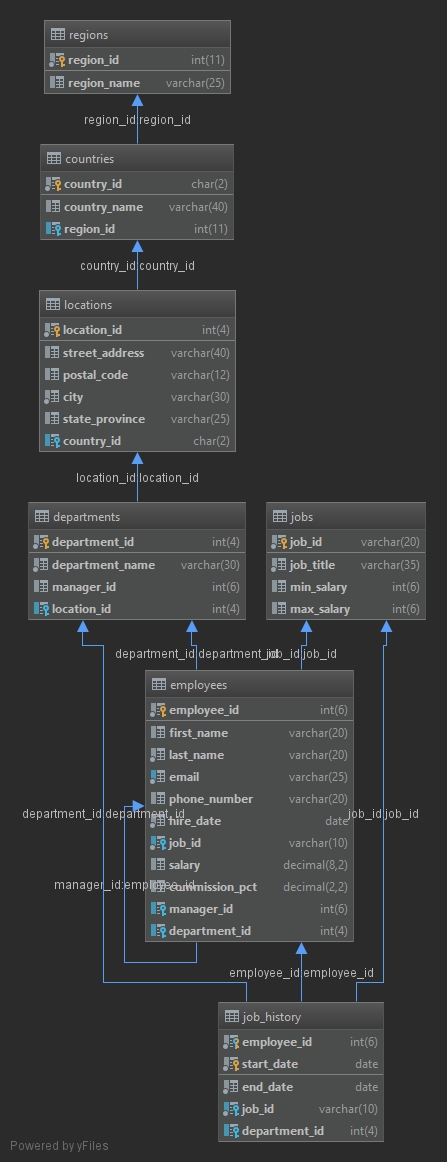 regions
region_id int(11)
region_name varchar(25)
region_id:region_id
countries
country_id char(2)
country_name varchar(40)
region_id int(11)
country_id:country_id
locations
location_id int(4)
street_address varchar(40)
postal_code varchar(12)
city varchar(30)
state_province varchar(25)
country_id char(2)
location_id:location_id
departments
department_id int(4)
department_name varchar(30)
manager_id int(6)
location_id int(4)
jobs
job_id varchar(20)
job_title varchar(35)
min_salary int(6)
max_salary int(6)
department_id:department_id
job_id:job_id
employees
employee_id int(6)
first_name varchar(20)
last_name varchar(20)
email varchar(25)
phone_number varchar(20)
department_id:department_id
job_id:job_id
hire_date date
job_id varchar(10)
salary decimal(8,2)
manager_id:employee_id
commission_pct decimal(2,2)
manager_id int(6)
department_id int(4)
employee_id:employee_id
job_history
employee_id int(6)
start_date date
end_date date
job_id varchar(10)
department_id int(4)
Powered by yFiles